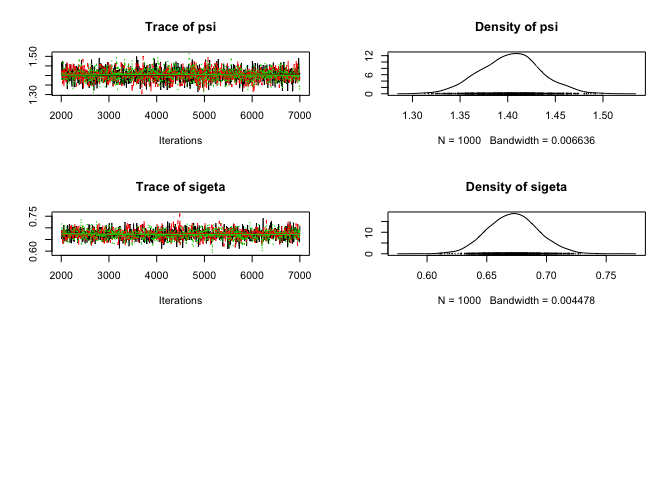 Trace of psi
1.30 1.50
2000 3000 4000 5000 6000 7000
Iterations
Density of psi
0 6 12
1.30 1.35 1.40 1.45 1.50
N = 1000 Bandwidth = 0.006636
Trace of sigeta
0.60 0.75
2000 3000 4000 5000 6000 7000
Iterations
Density of sigeta
0 10
0.60 0.65 0.70 0.75
N = 1000 Bandwidth = 0.004478